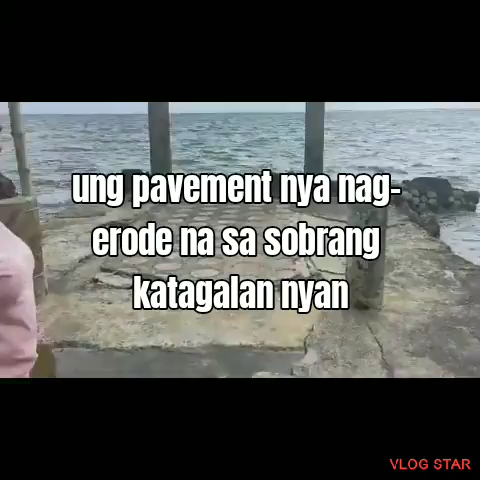 ung pavement nya nag-
erode na sa sobrang
katagalan nyan
VLOG STAR